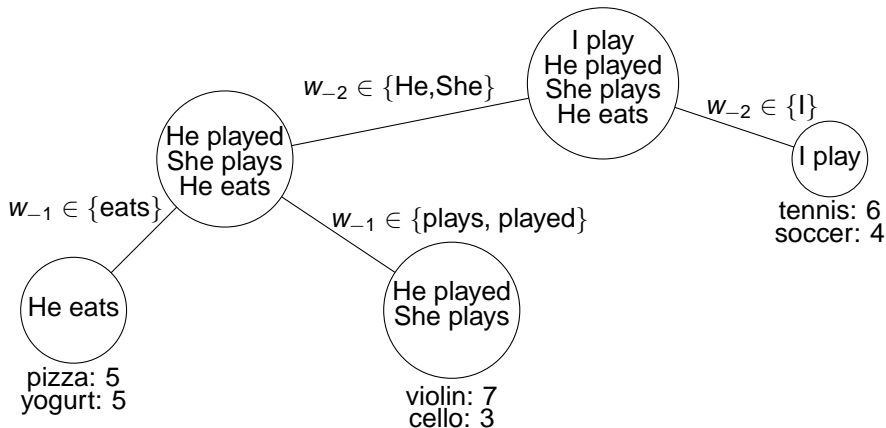 I play
He played
She plays
He eats
w₋₂ ∈ {He,She}
w₋₂ ∈ {I}
He played
She plays
He eats
I play
tennis: 6
soccer: 4
w₋₁ ∈ {eats}
w₋₁ ∈ {plays, played}
He eats
pizza: 5
yogurt: 5
He played
She plays
violin: 7
cello: 3